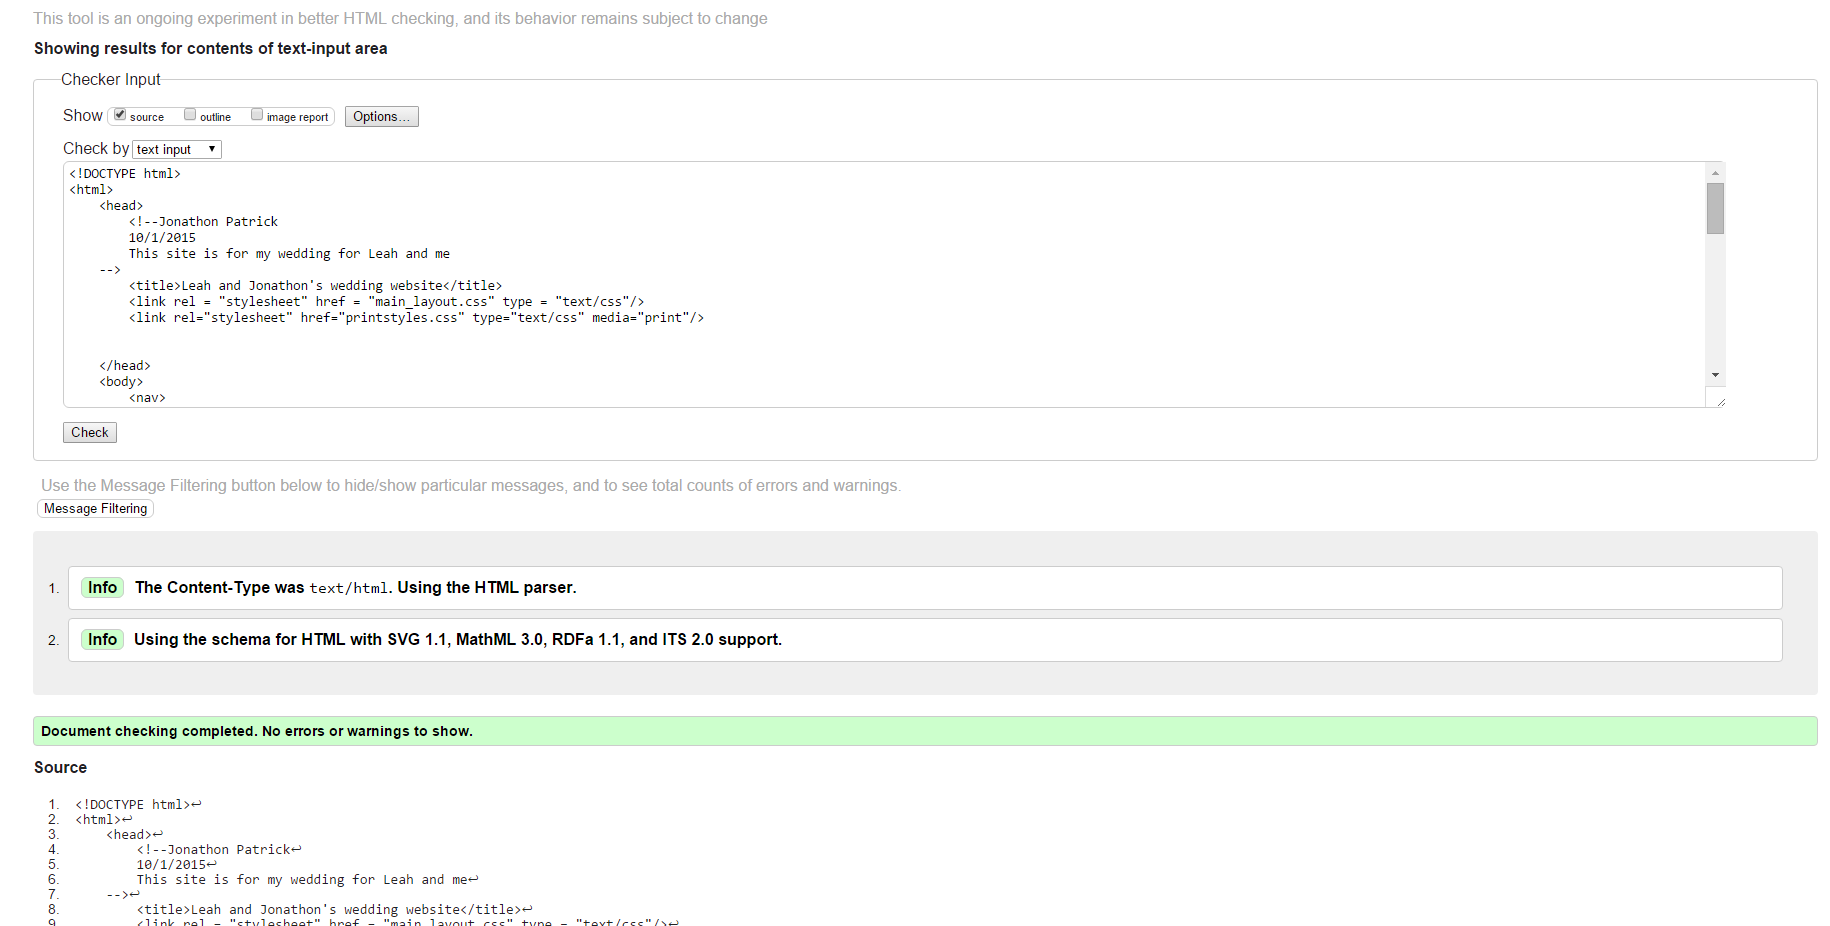 This tool is an ongoing experiment in better HTML checking, and its behavior remains subject to change
Showing results for contents of text-input area
Checker Input
Show source outline image report Options...
Check by text input
<!DOCTYPE html>
<html>
    <head>
        <!--Jonathon Patrick
        10/1/2015
        This site is for my wedding for Leah and me
    -->
        <title>Leah and Jonathon's wedding website</title>
        <link rel = "stylesheet" href = "main_layout.css" type = "text/css"/>
        <link rel="stylesheet" href="printstyles.css" type="text/css" media="print"/>
    </head>
    <body>
        <nav>
Check
Use the Message Filtering button below to hide/show particular messages, and to see total counts of errors and warnings.
Message Filtering
1. Info The Content-Type was text/html. Using the HTML parser.
2. Info Using the schema for HTML with SVG 1.1, MathML 3.0, RDFa 1.1, and ITS 2.0 support.
Document checking completed. No errors or warnings to show.
Source
1. <!DOCTYPE html>↩
2. <html>↩
3.     <head>↩
4.         <!--Jonathon Patrick↩
5.         10/1/2015↩
6.         This site is for my wedding for Leah and me↩
7.     -->↩
8.         <title>Leah and Jonathon's wedding website</title>↩
9.         <link rel = "stylesheet" href = "main_layout.css" type = "text/css"/>↩